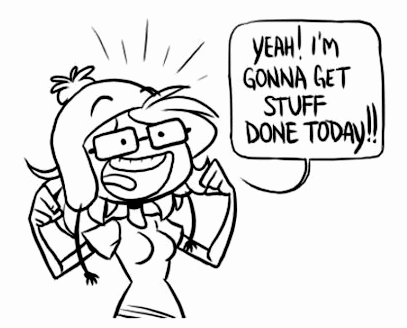 YEAH! I'M
GONNA GET
STUFF
DONE TODAY!!